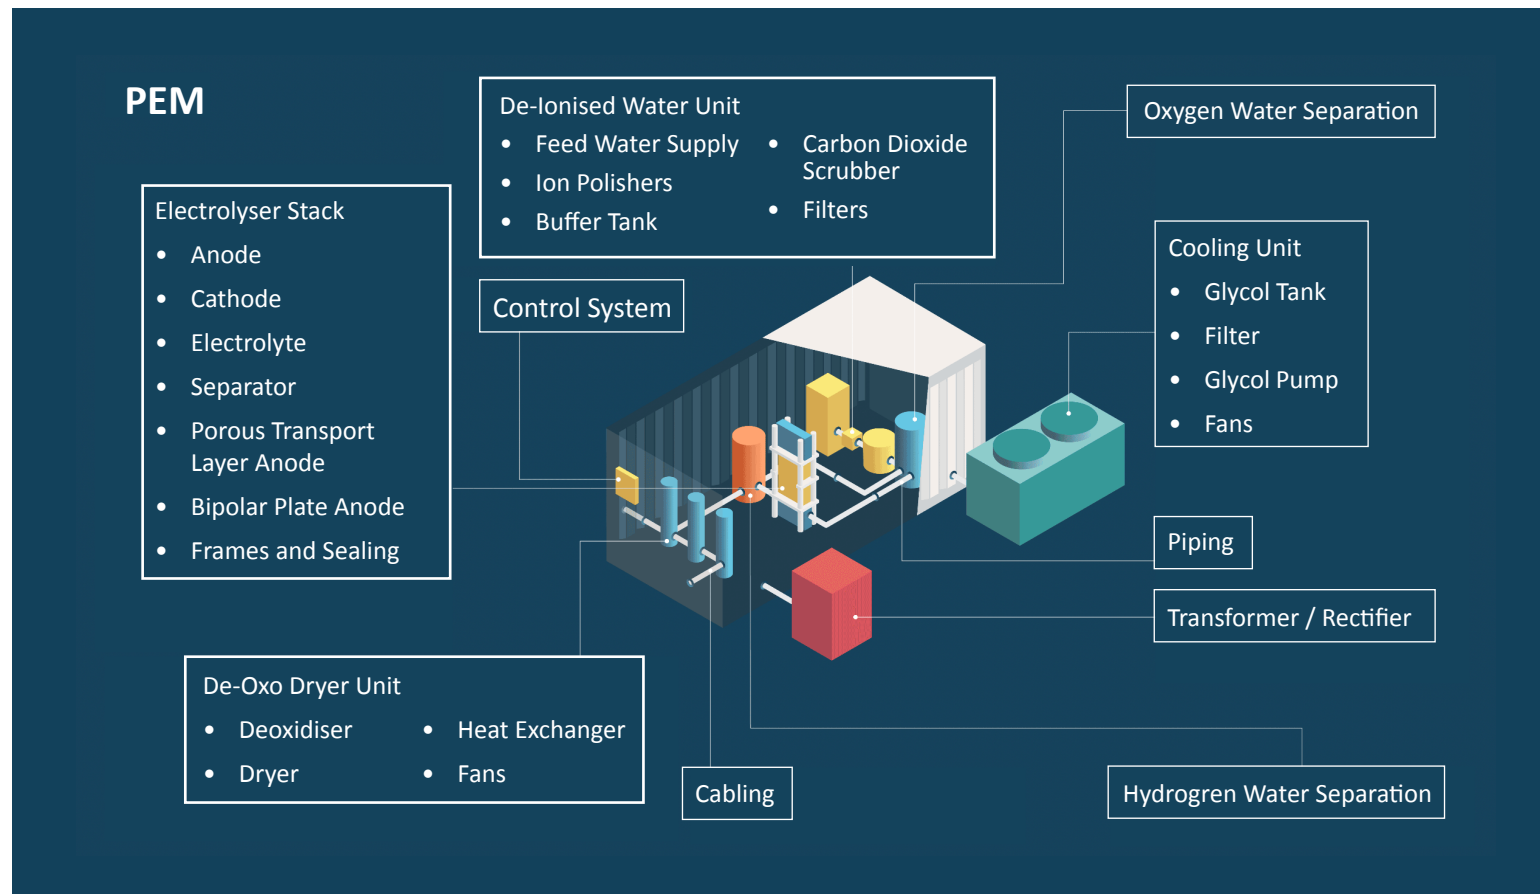 PEM
De-Ionised Water Unit
• Feed Water Supply
• Ion Polishers
• Buffer Tank
• Carbon Dioxide
Scrubber
• Filters
Oxygen Water Separation
Electrolyser Stack
• Anode
• Cathode
• Electrolyte
• Separator
• Porous Transport
Layer Anode
• Bipolar Plate Anode
• Frames and Sealing
Control System
Cooling Unit
• Glycol Tank
• Filter
• Glycol Pump
• Fans
Piping
Transformer / Rectifier
De-Oxo Dryer Unit
• Deoxidiser
• Dryer
• Heat Exchanger
• Fans
Cabling
Hydrogren Water Separation